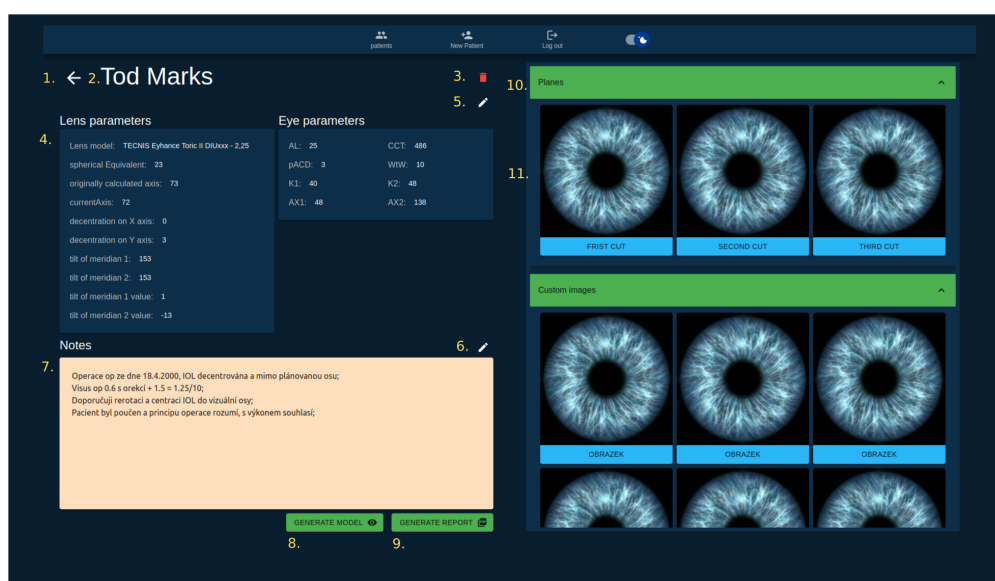 patients
New Patient
Log out
1.
2. Tod Marks
3.
5.
Lens parameters
4.
Lens model: TECNIS Eyhance Toric II DIUxxx - 2,25
spherical Equivalent: 23
originally calculated axis: 73
currentAxis: 72
decentration on X axis: 0
decentration on Y axis: 3
tilt of meridian 1: 153
tilt of meridian 2: 153
tilt of meridian 1 value: 1
tilt of meridian 2 value: -13
Eye parameters
AL: 25 CCT: 486
pACD: 3 WtW: 10
K1: 40 K2: 48
AX1: 48 AX2: 138
Notes
6.
7.
Operace op ze dne 18.4.2000, IOL decentrována a mimo plánovanou osu;
Visus op 0.6 s orekcí + 1.5 = 1.25/10;
Doporučuji rerotaci a centraci IOL do vizuální osy;
Pacient byl poučen a principu operace rozumí, s výkonem souhlasí;
GENERATE MODEL
GENERATE REPORT
8.
9.
10.
Planes
11.
FRIST CUT
SECOND CUT
THIRD CUT
Custom images
OBRAZEK
OBRAZEK
OBRAZEK